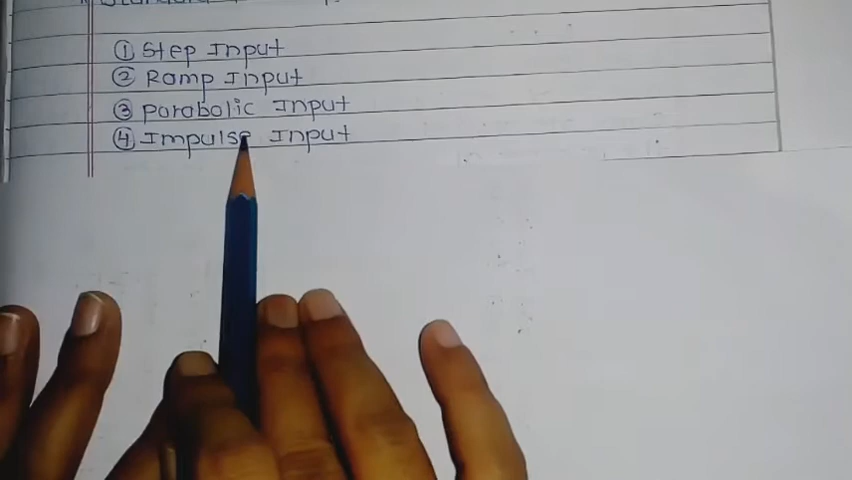 ① Step Input
② Ramp Input
③ Parabolic Input
④ Impulse Input